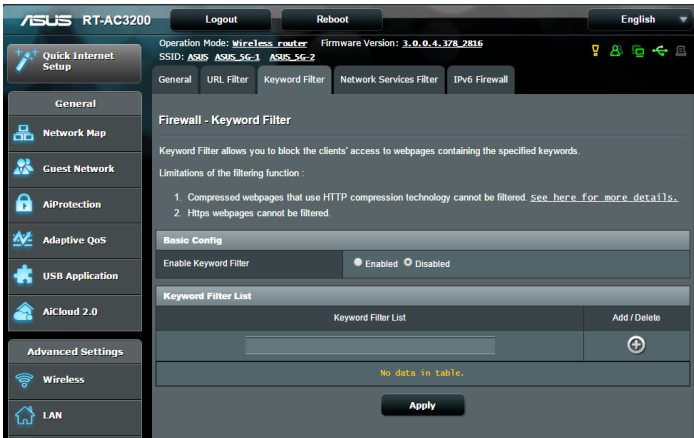 ASUS RT-AC3200 Logout Reboot English
Quick Internet Setup
Operation Mode: Wireless router Firmware Version: 3.0.0.4.378_2816
SSID: ASUS ASUS_5G-1 ASUS_5G-2
General URL Filter Keyword Filter Network Services Filter IPv6 Firewall
General
Network Map
Guest Network
AiProtection
Adaptive QoS
USB Application
AiCloud 2.0
Advanced Settings
Wireless
LAN
Firewall - Keyword Filter
Keyword Filter allows you to block the clients' access to webpages containing the specified keywords.
Limitations of the filtering function :
1. Compressed webpages that use HTTP compression technology cannot be filtered. See here for more details.
2. Https webpages cannot be filtered.
Basic Config
Enable Keyword Filter Enabled Disabled
Keyword Filter List
Keyword Filter List Add / Delete
No data in table.
Apply